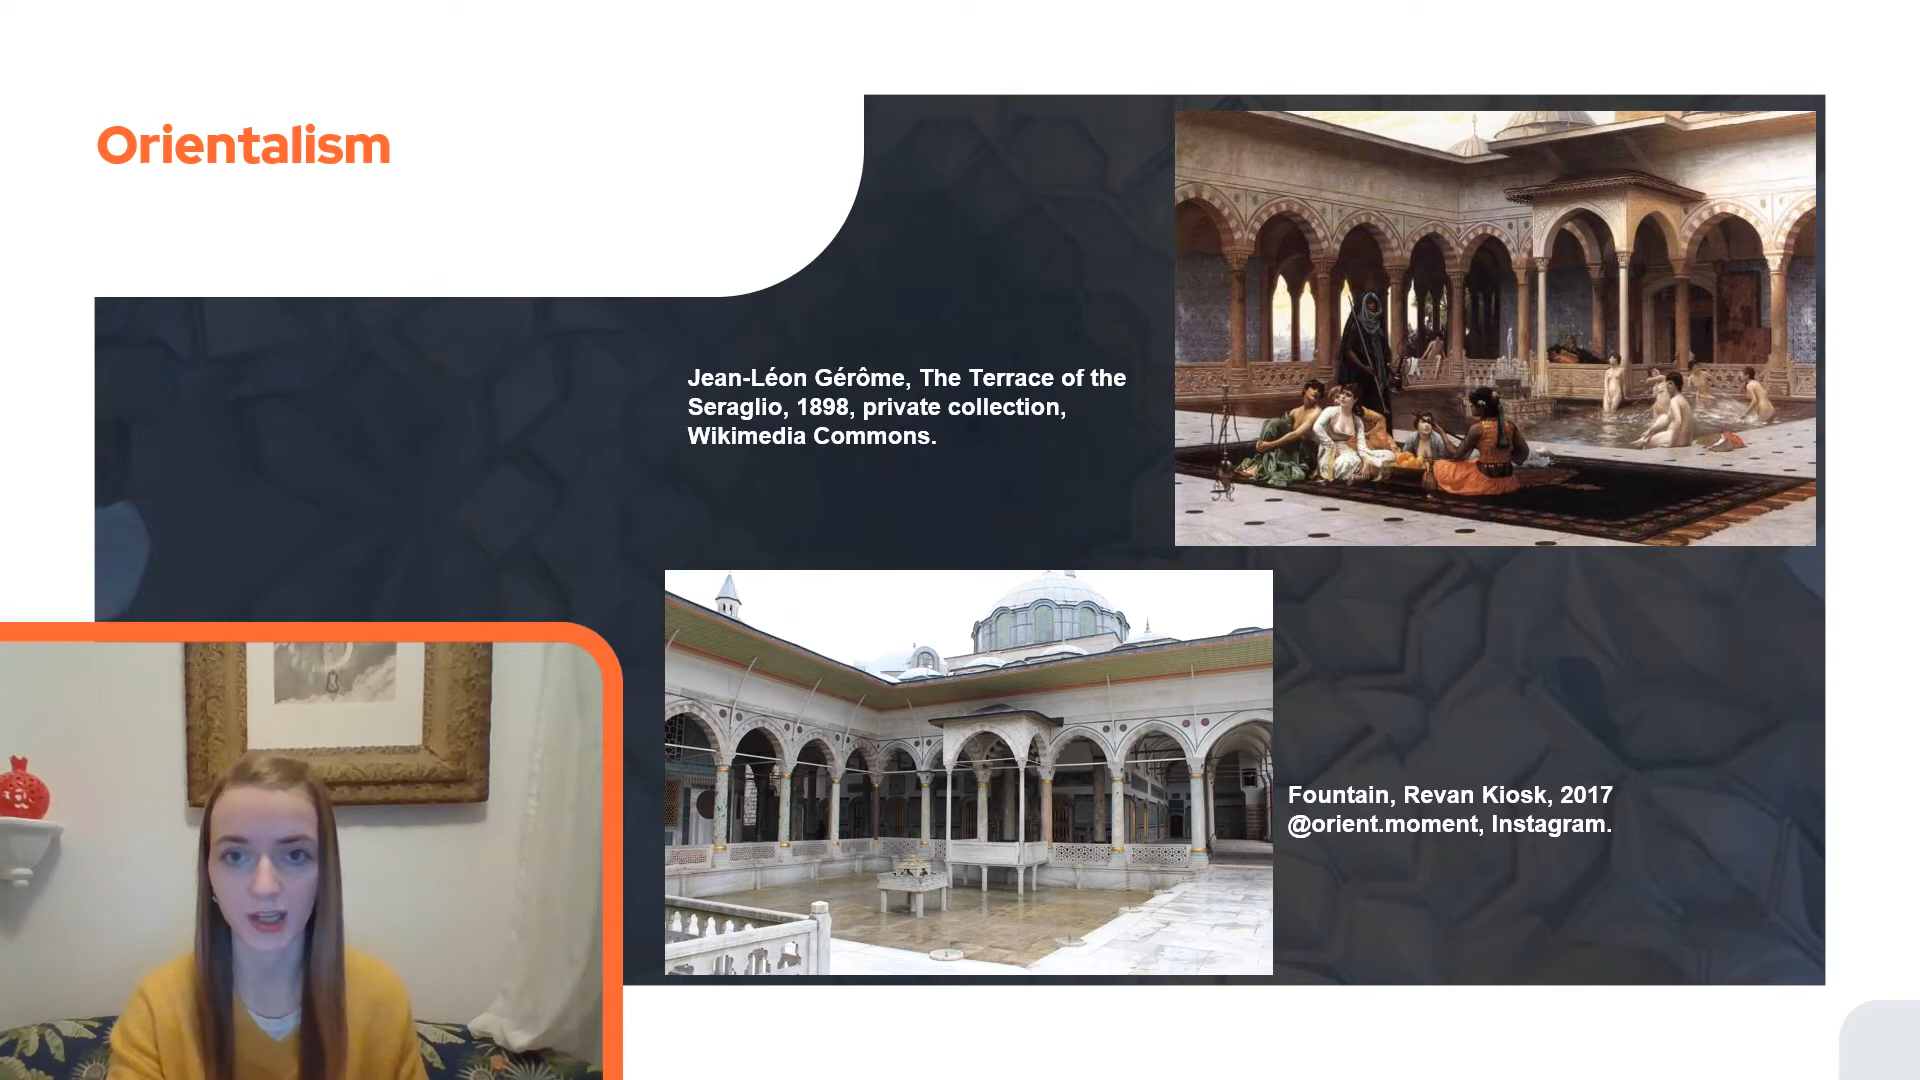 Orientalism
Jean-Léon Gérôme, The Terrace of the
Seraglio, 1898, private collection,
Wikimedia Commons.
Fountain, Revan Kiosk, 2017
@orient.moment, Instagram.